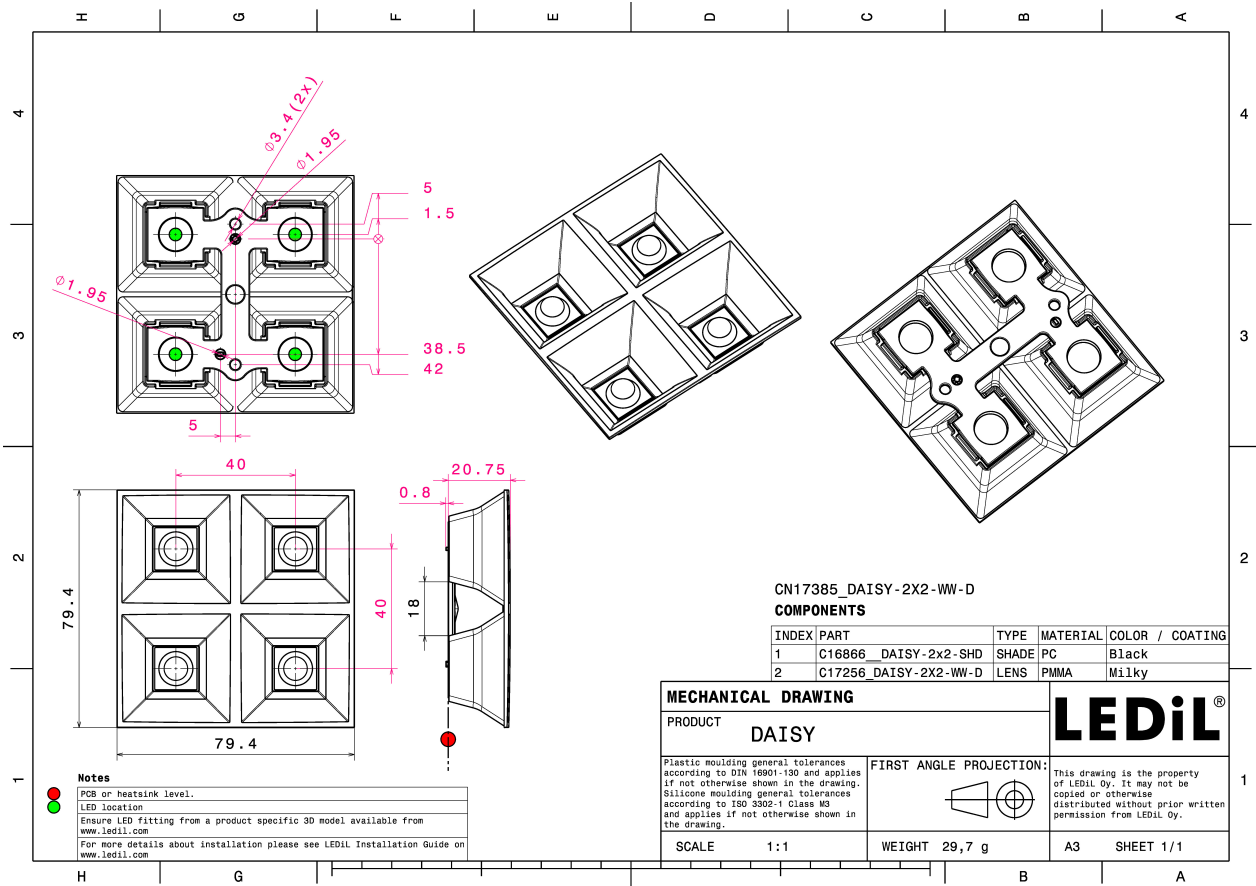 H G F E D C B A
4
4
3
3
2
2
1
1
Ø3.4(2x)
Ø1.95
5
1.5
Ø1.95
38.5
42
5
40
20.75
0.8
79.4
40
18
79.4
CN17385_DAISY-2X2-WW-D
COMPONENTS
INDEX PART TYPE MATERIAL COLOR / COATING
1 C16866__DAISY-2x2-SHD SHADE PC Black
2 C17256_DAISY-2X2-WW-D LENS PMMA Milky
MECHANICAL DRAWING
PRODUCT
DAISY
LEDiL®
Plastic moulding general tolerances
according to DIN 16901-130 and applies
if not otherwise shown in the drawing.
Silicone moulding general tolerances
according to ISO 3302-1 Class M3
and applies if not otherwise shown in
the drawing.
FIRST ANGLE PROJECTION:
This drawing is the property
of LEDiL Oy. It may not be
copied or otherwise
distributed without prior written
permission from LEDiL Oy.
SCALE 1:1
WEIGHT 29,7 g
A3 SHEET 1/1
Notes
PCB or heatsink level.
LED location
Ensure LED fitting from a product specific 3D model available from
www.ledil.com
For more details about installation please see LEDiL Installation Guide on
www.ledil.com
H G B A